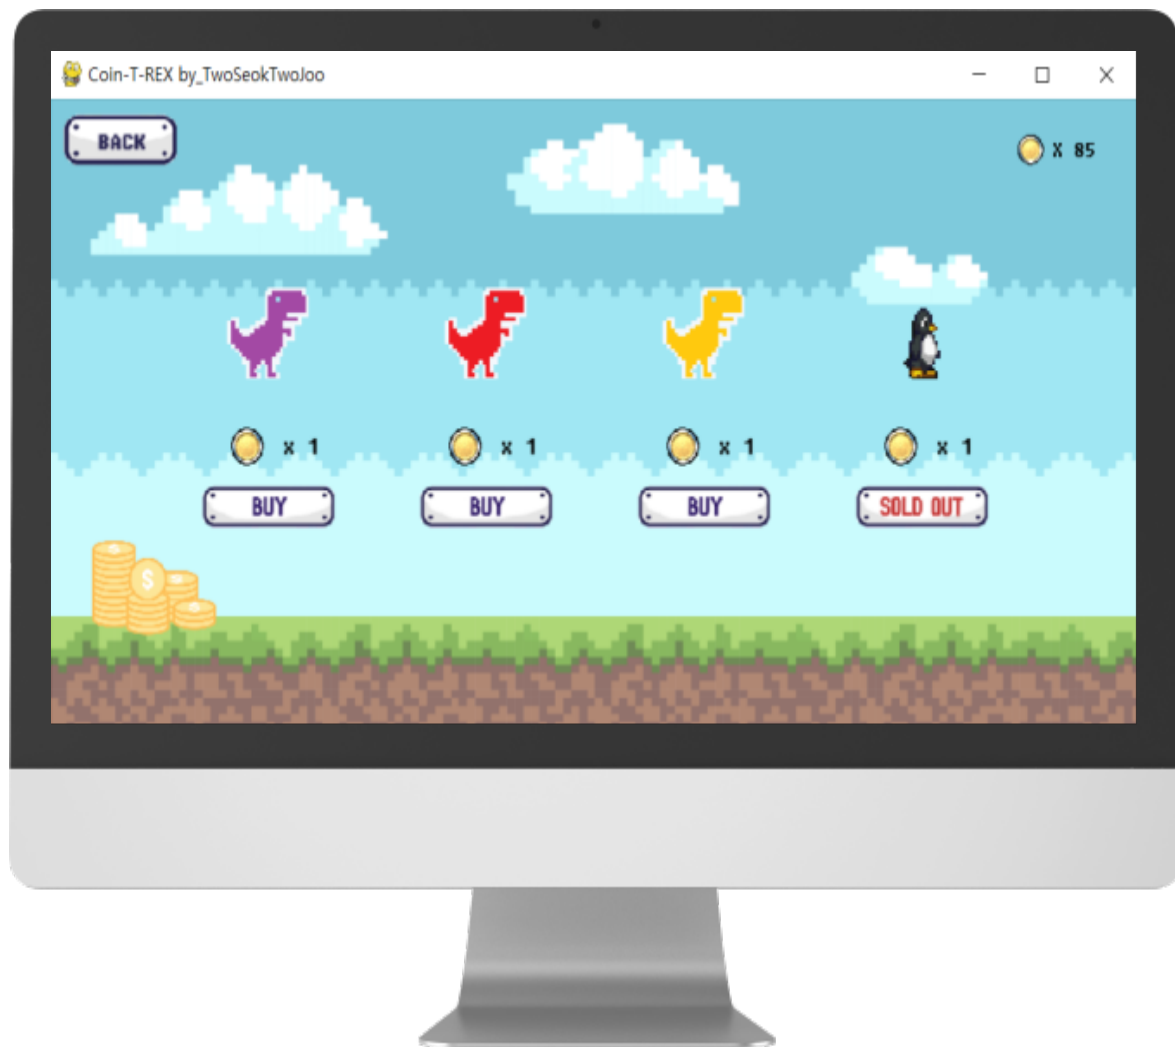 Coin-T-REX by_TwoSeokTwoJoo
BACK
X 85
x 1
x 1
x 1
x 1
BUY
BUY
BUY
SOLD OUT
$